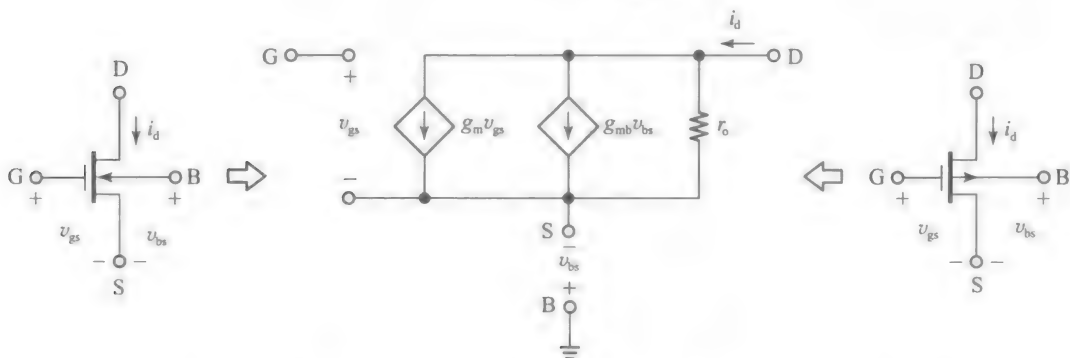 D
i_d
G
B
+
+
v_gs
v_bs
−
−
S
i_d
G
D
+
v_gs
g_m v_gs
g_mb v_bs
r_o
−
S
−
v_bs
+
B
D
i_d
G
B
+
+
v_gs
v_bs
−
−
S